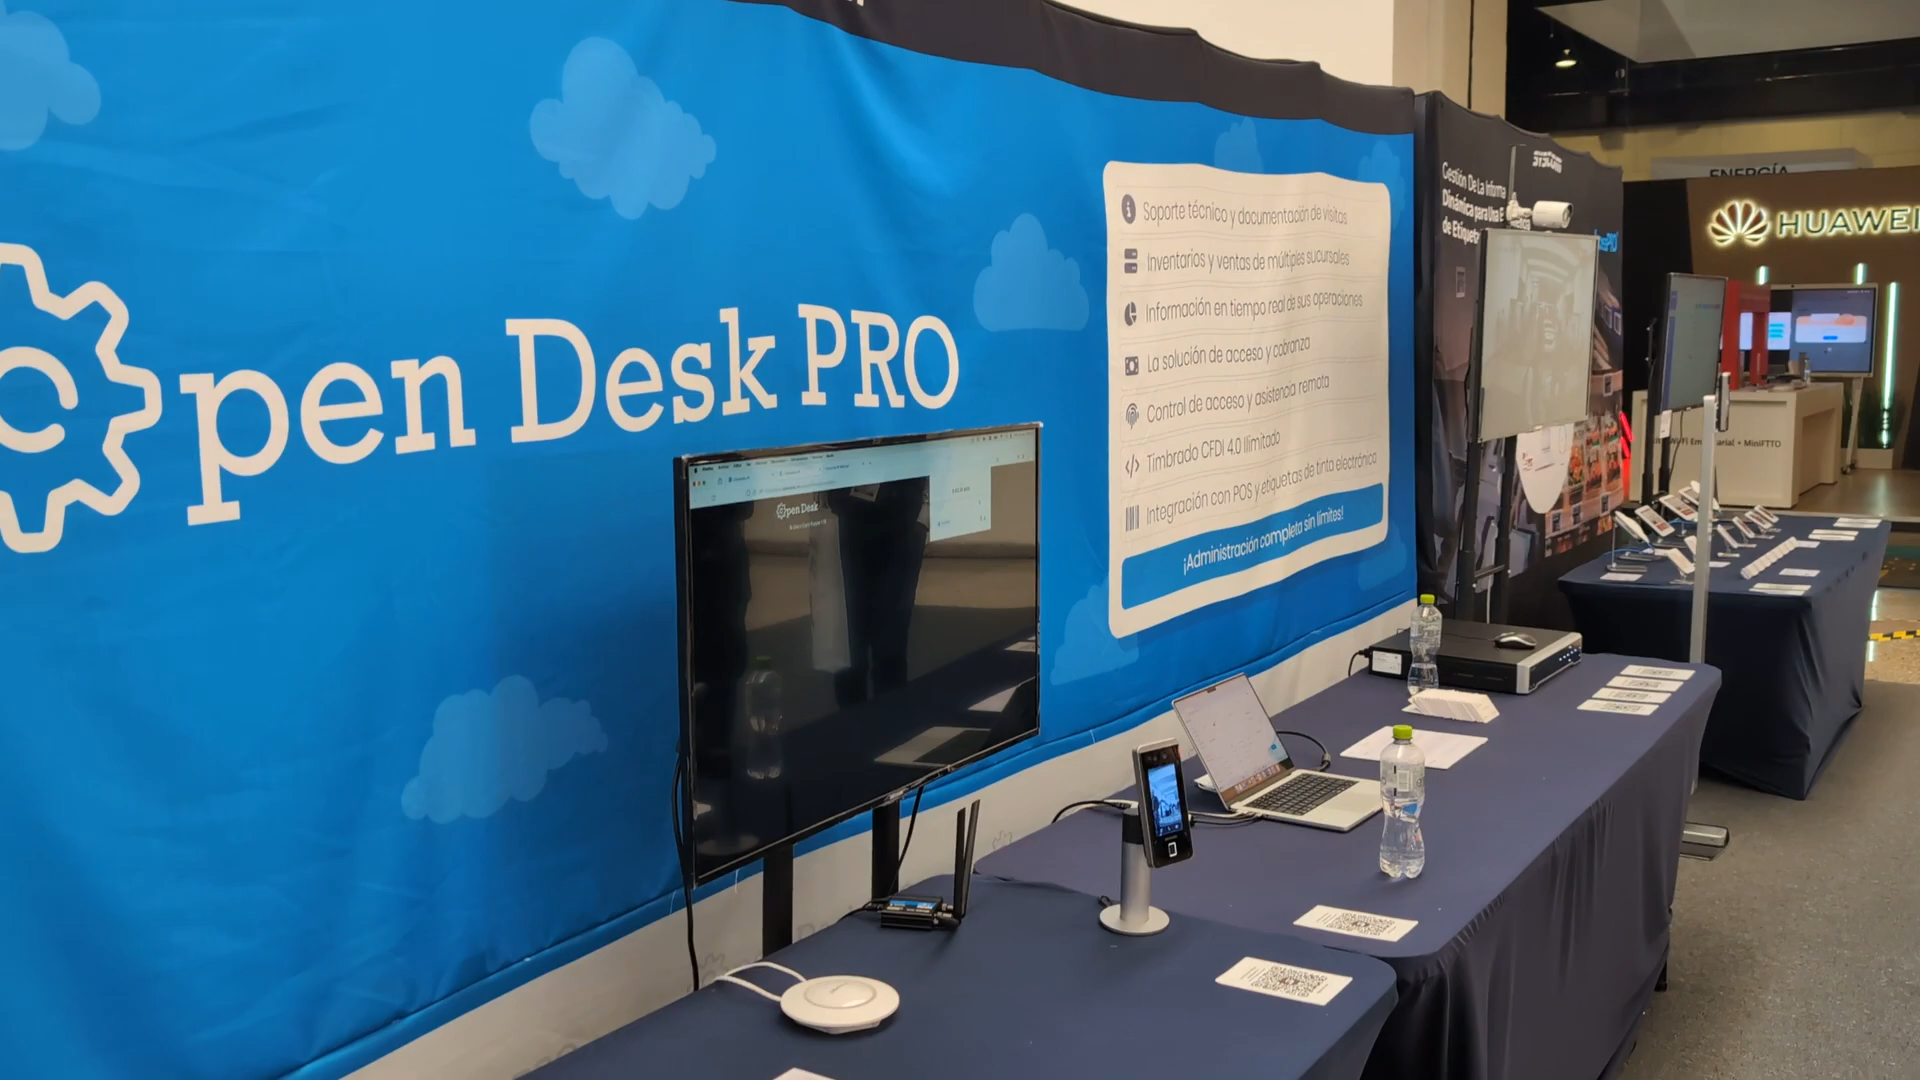 Open Desk PRO
Soporte técnico y documentación de visitas
Inventarios y ventas de múltiples sucursales
Información en tiempo real de sus operaciones
La solución de acceso y cobranza
Control de acceso y asistencia remota
Timbrado CFDI 4.0 Ilimitado
Integración con POS y etiquetas de tinta electrónica
¡Administración completa sin límites!
Open Desk
Gestión De La Informa
Dinámica para Una E
de Etiquetas
ENERGÍA
HUAWEI
+ MiniFTTO